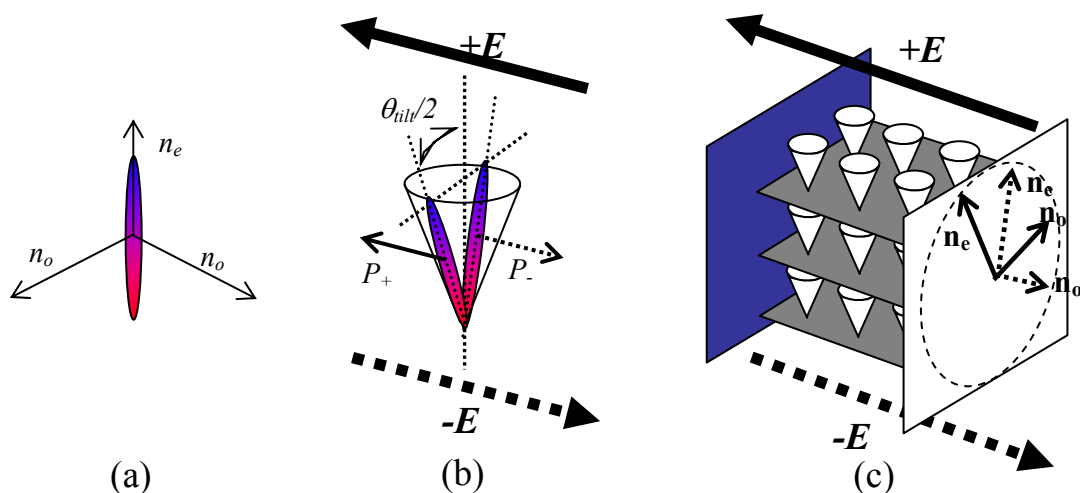 n_e
n_o
n_o
(a)
+E
θ_tilt/2
P_+
P_-
-E
(b)
+E
n_e
n_e
n_o
n_o
-E
(c)